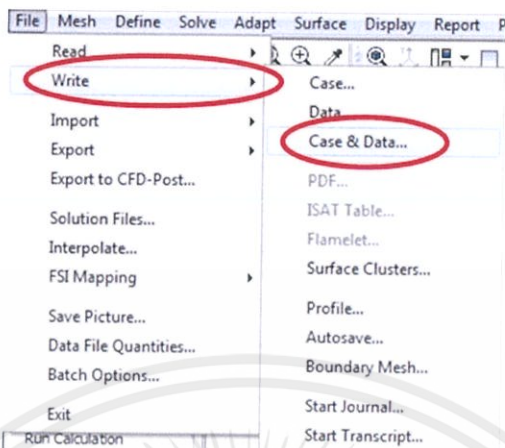 File Mesh Define Solve Adapt Surface Display Report P
Read
Write
Import
Export
Export to CFD-Post...
Solution Files...
Interpolate...
FSI Mapping
Save Picture...
Data File Quantities...
Batch Options...
Exit
Run Calculation
Case...
Data...
Case & Data...
PDF...
ISAT Table...
Flamelet...
Surface Clusters...
Profile...
Autosave...
Boundary Mesh...
Start Journal...
Start Transcript...